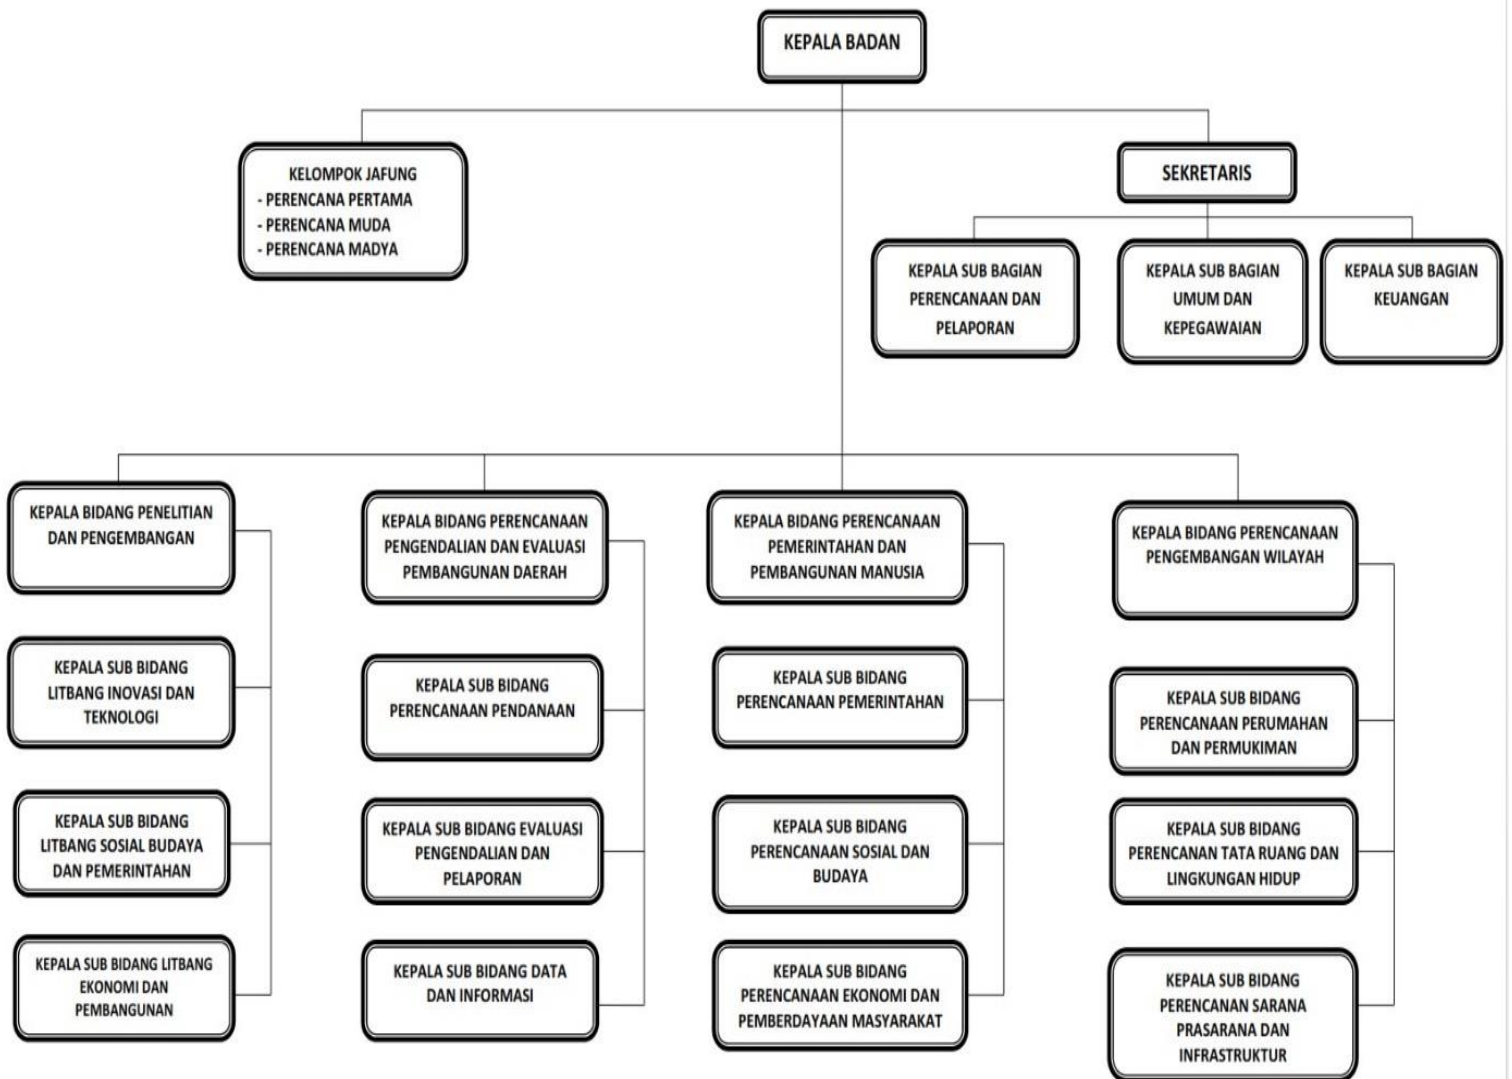 KEPALA BADAN
KELOMPOK JAFUNG
- PERENCANA PERTAMA
- PERENCANA MUDA
- PERENCANA MADYA
SEKRETARIS
KEPALA SUB BAGIAN
PERENCANAAN DAN
PELAPORAN
KEPALA SUB BAGIAN
UMUM DAN
KEPEGAWAIAN
KEPALA SUB BAGIAN
KEUANGAN
KEPALA BIDANG PENELITIAN
DAN PENGEMBANGAN
KEPALA SUB BIDANG
LITBANG INOVASI DAN
TEKNOLOGI
KEPALA SUB BIDANG
LITBANG SOSIAL BUDAYA
DAN PEMERINTAHAN
KEPALA SUB BIDANG LITBANG
EKONOMI DAN
PEMBANGUNAN
KEPALA BIDANG PERENCANAAN
PENGENDALIAN DAN EVALUASI
PEMBANGUNAN DAERAH
KEPALA SUB BIDANG
PERENCANAAN PENDANAAN
KEPALA SUB BIDANG EVALUASI
PENGENDALIAN DAN
PELAPORAN
KEPALA SUB BIDANG DATA
DAN INFORMASI
KEPALA BIDANG PERENCANAAN
PEMERINTAHAN DAN
PEMBANGUNAN MANUSIA
KEPALA SUB BIDANG
PERENCANAAN PEMERINTAHAN
KEPALA SUB BIDANG
PERENCANAAN SOSIAL DAN
BUDAYA
KEPALA SUB BIDANG
PERENCANAAN EKONOMI DAN
PEMBERDAYAAN MASYARAKAT
KEPALA BIDANG PERENCANAAN
PENGEMBANGAN WILAYAH
KEPALA SUB BIDANG
PERENCANAAN PERUMAHAN
DAN PERMUKIMAN
KEPALA SUB BIDANG
PERENCANAN TATA RUANG DAN
LINGKUNGAN HIDUP
KEPALA SUB BIDANG
PERENCANAN SARANA
PRASARANA DAN
INFRASTRUKTUR